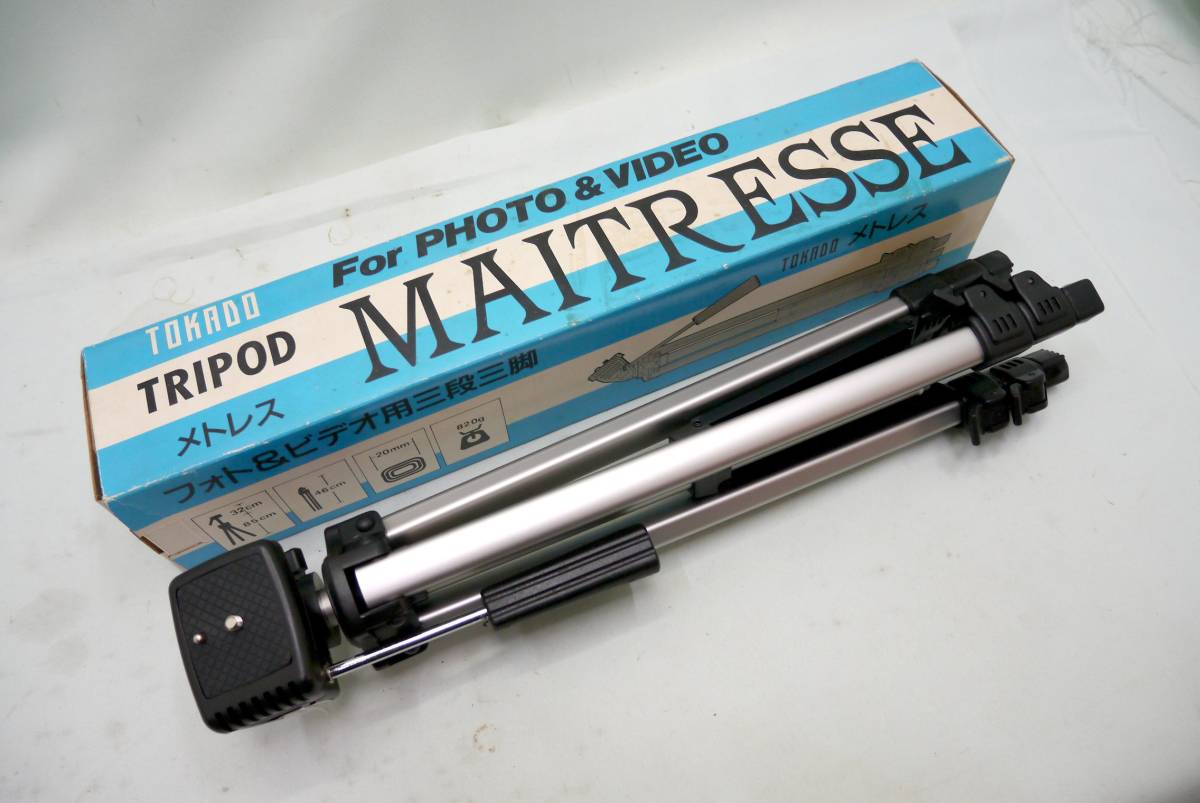 For PHOTO & VIDEO
TOKADO
TRIPOD
MAITRESSE
メトレス
TOKADO メトレス
フォト&ビデオ用三段三脚
32cm
85cm
46cm
20mm
820g